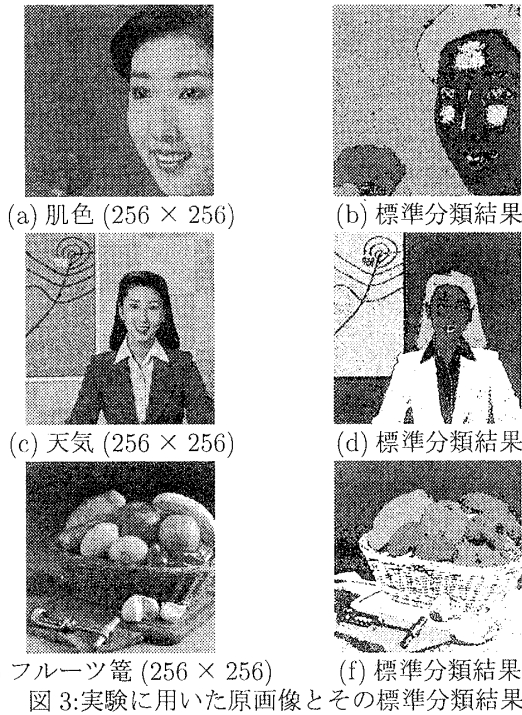 (a) 肌色 (256 × 256)
(b) 標準分類結果
(c) 天気 (256 × 256)
(d) 標準分類結果
フルーツ篭 (256 × 256)
(f) 標準分類結果
図 3:実験に用いた原画像とその標準分類結果